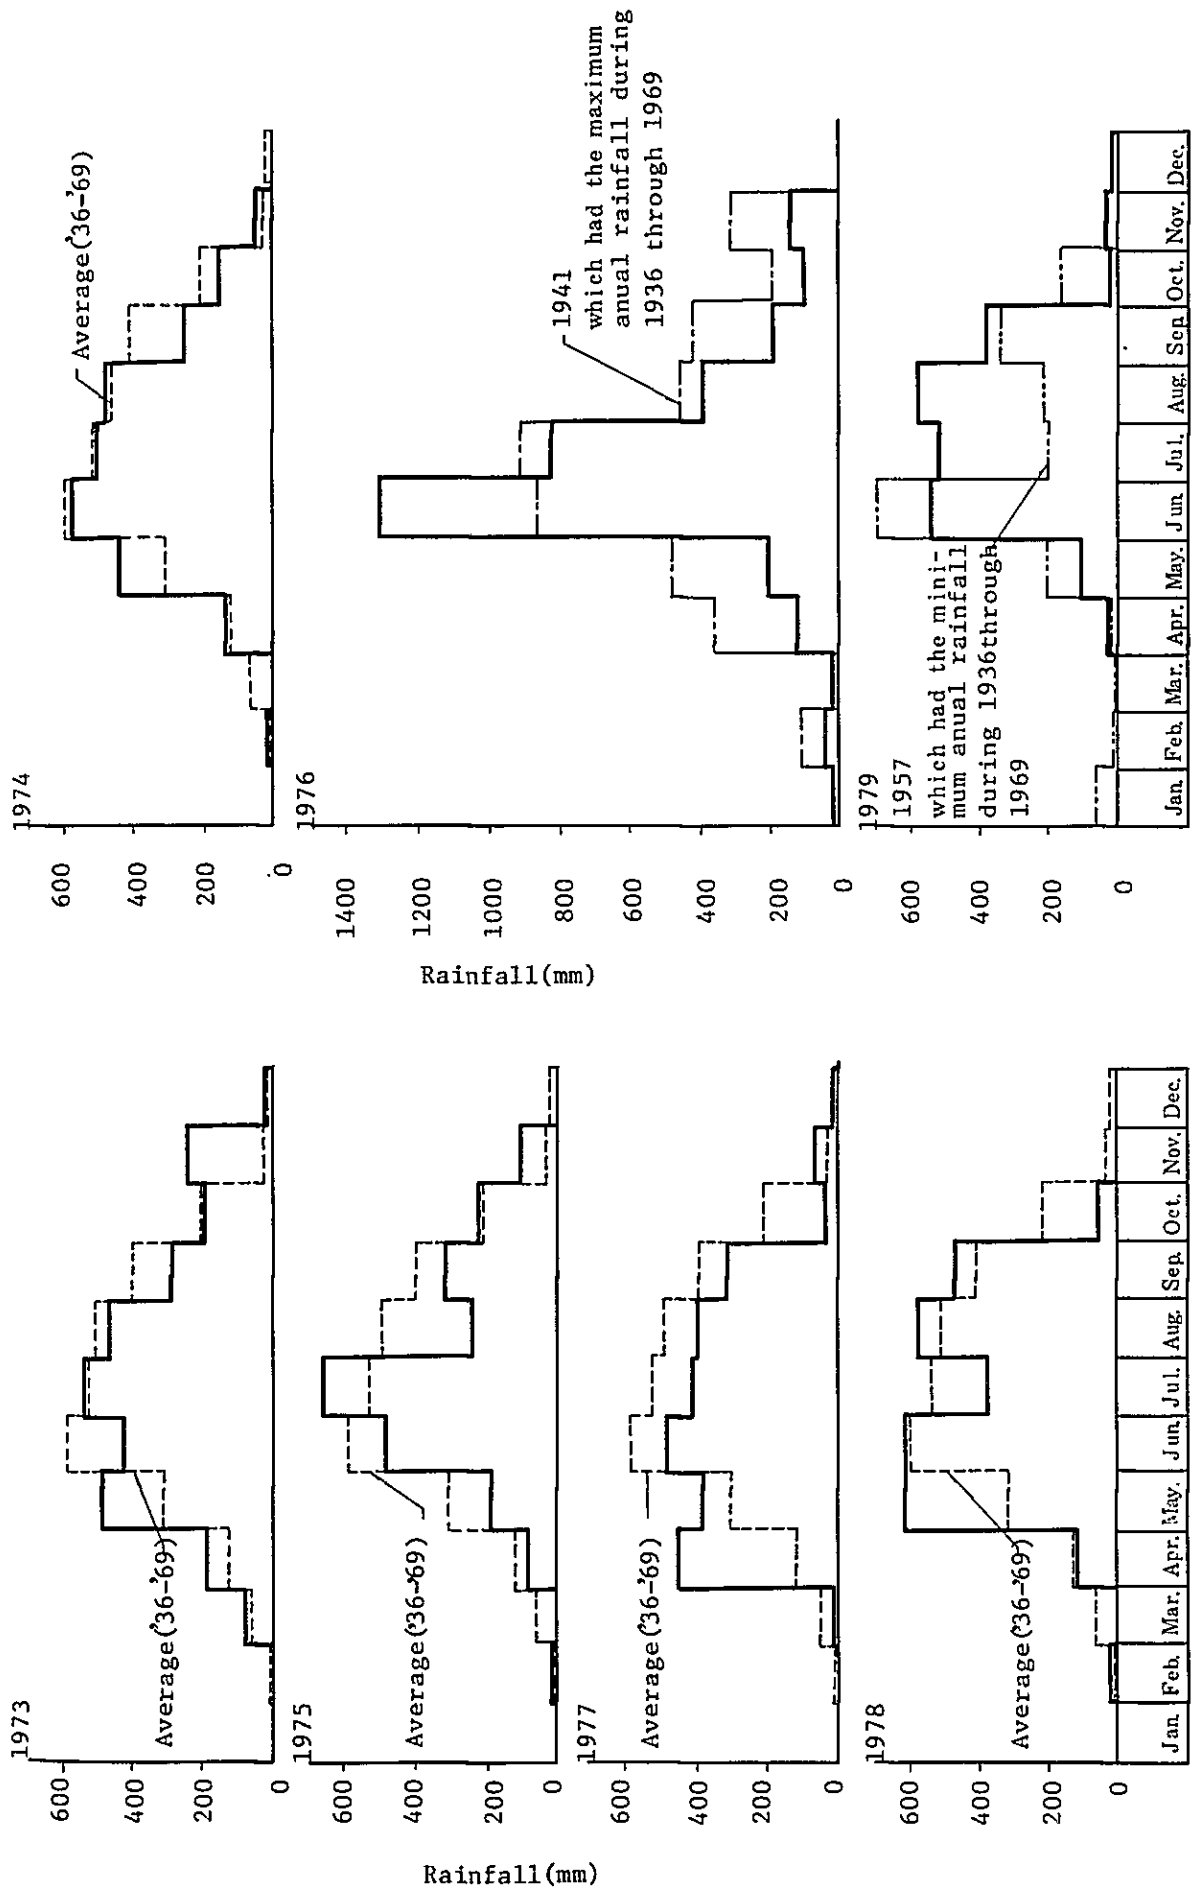 1973
600
400
200
0
Average('36-'69)
1975
600
400
200
0
Average('36-'69)
Rainfall(mm)
1977
600
400
200
0
Average('36-'69)
1978
600
400
200
0
Average('36-'69)
Jan. Feb. Mar. Apr. May. Jun. Jul. Aug. Sep. Oct. Nov. Dec.
1974
600
400
200
0
Average('36-'69)
1976
1400
1200
1000
800
600
400
200
0
Rainfall(mm)
1941
which had the maximum
anual rainfall during
1936 through 1969
1979
1957
which had the mini-
mum anual rainfall
during 1936through
1969
600
400
200
0
Jan. Feb. Mar. Apr. May. Jun. Jul. Aug. Sep. Oct. Nov. Dec.